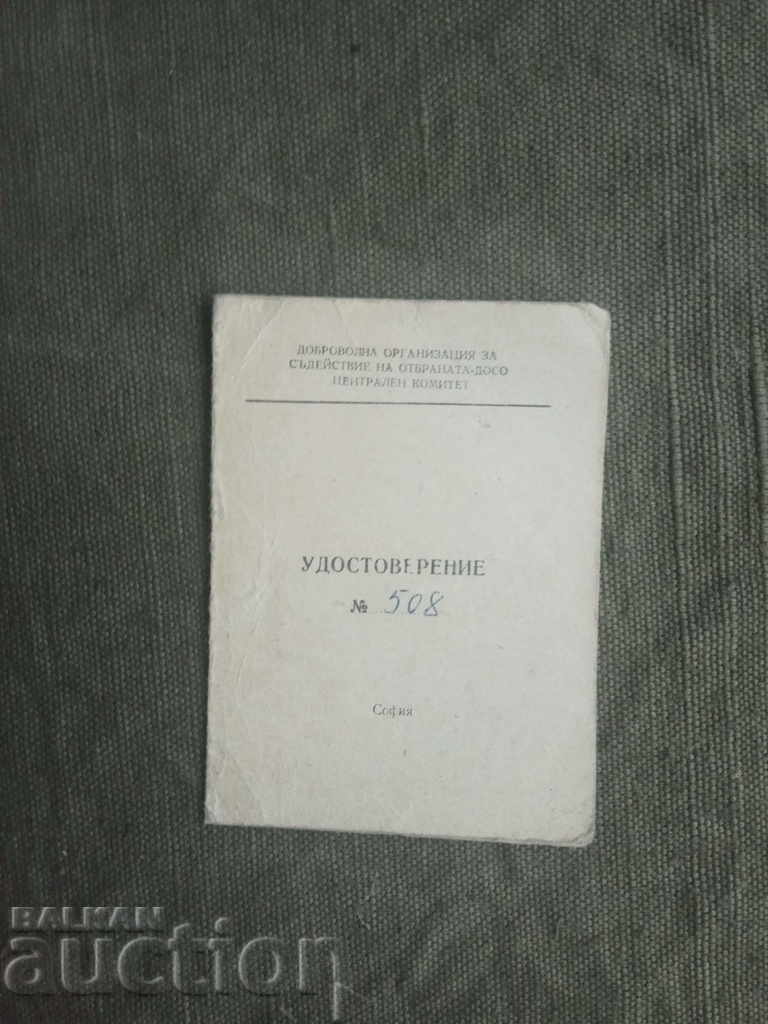 ДОБРОВОЛНА ОРГАНИЗАЦИЯ ЗА
СЪДЕЙСТВИЕ НА ОТБРАНАТА-ДОСО
ЦЕНТРАЛЕН КОМИТЕТ
УДОСТОВЕРЕНИЕ
№ 508
София
BALKAN
auction